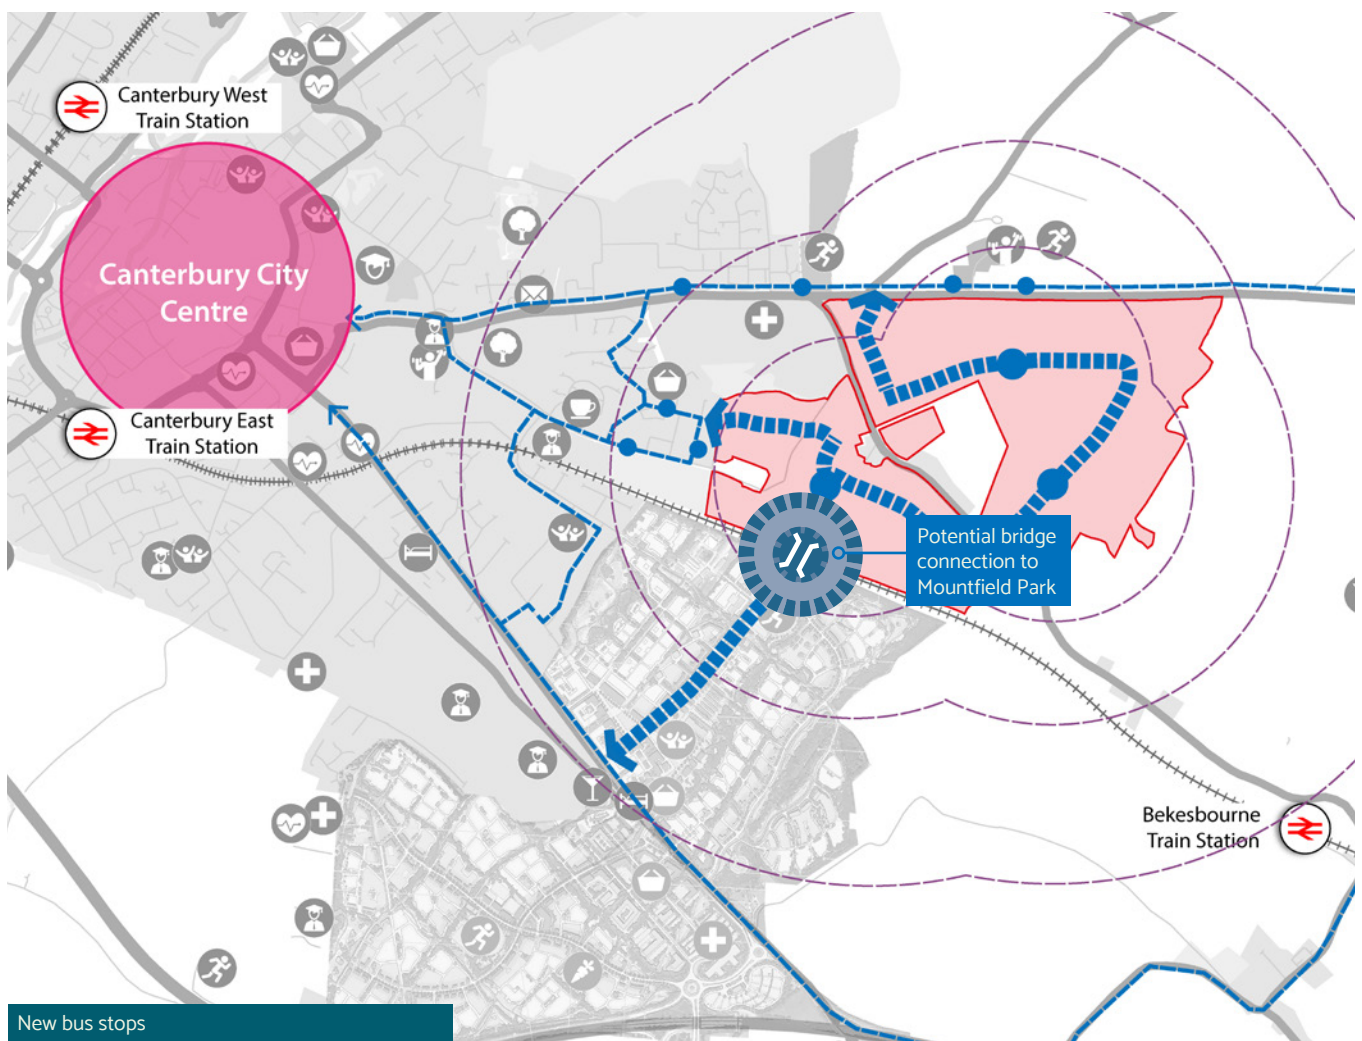 Canterbury West
Train Station
Canterbury City
Centre
Canterbury East
Train Station
Potential bridge
connection to
Mountfield Park
Bekesbourne
Train Station
New bus stops